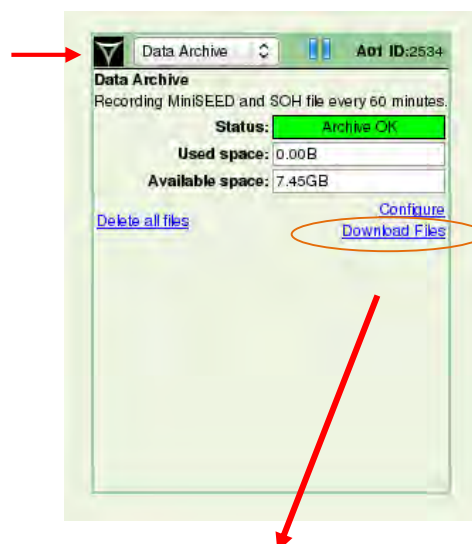 Data Archive A01 ID:2534
Data Archive
Recording MiniSEED and SOH file every 60 minutes.
Status: Archive OK
Used space: 0.00B
Available space: 7.45GB
Configure
Delete all files
Download Files